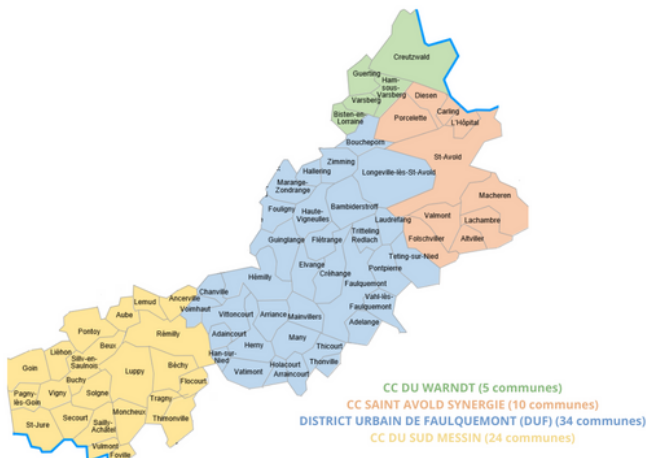 Creutzwald
Guerting
Ham-
sous-
Varsberg
Varsberg
Bisten-en-
Lorraine
Diesen
Carling
Porcelette
L'Hôpital
Boucheporn
St-Avold
Zimming
Hallering
Longeville-lès-St-Avold
Marange-
Zondrange
Macheren
Fouligny
Haute-
Vigneulles
Bambiderstroff
Laudrefang
Valmont
Lachambre
Guinglange
Flétrange
Tritteling
Redlach
Folschviller
Altviller
Teting-sur-Nied
Elvange
Pontpierre
Hémilly
Créhange
Faulquemont
Chanville
Vahl-lès-
Faulquemont
Lemud
Ancerville
Voimhaut
Aube
Vittoncourt
Arriance
Mainvillers
Adelange
Pontoy
Rémilly
Adaincourt
Many
Beux
Herny
Thicourt
Liéhon
Han-sur-
Nied
Silly-en-
Saulnois
Holacourt
Thonville
Goin
Luppy
Béchy
Vatimont
Arraincourt
Buchy
Flocourt
Pagny-
lès-Goin
Vigny
Solgne
Tragny
St-Jure
Secourt
Moncheux
Thimonville
Sailly-
Achâtel
Vulmont
Foville
CC DU WARNDT (5 communes)
CC SAINT AVOLD SYNERGIE (10 communes)
DISTRICT URBAIN DE FAULQUEMONT (DUF) (34 communes)
CC DU SUD MESSIN (24 communes)